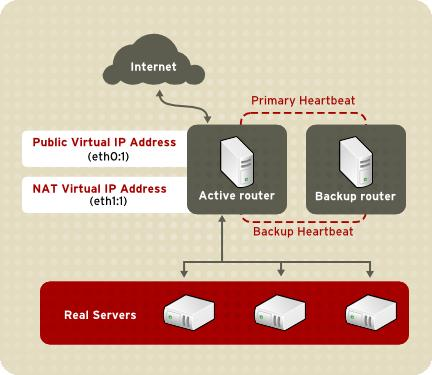 Internet
Primary Heartbeat
Public Virtual IP Address
(eth0:1)
NAT Virtual IP Address
(eth1:1)
Active router
Backup router
Backup Heartbeat
Real Servers